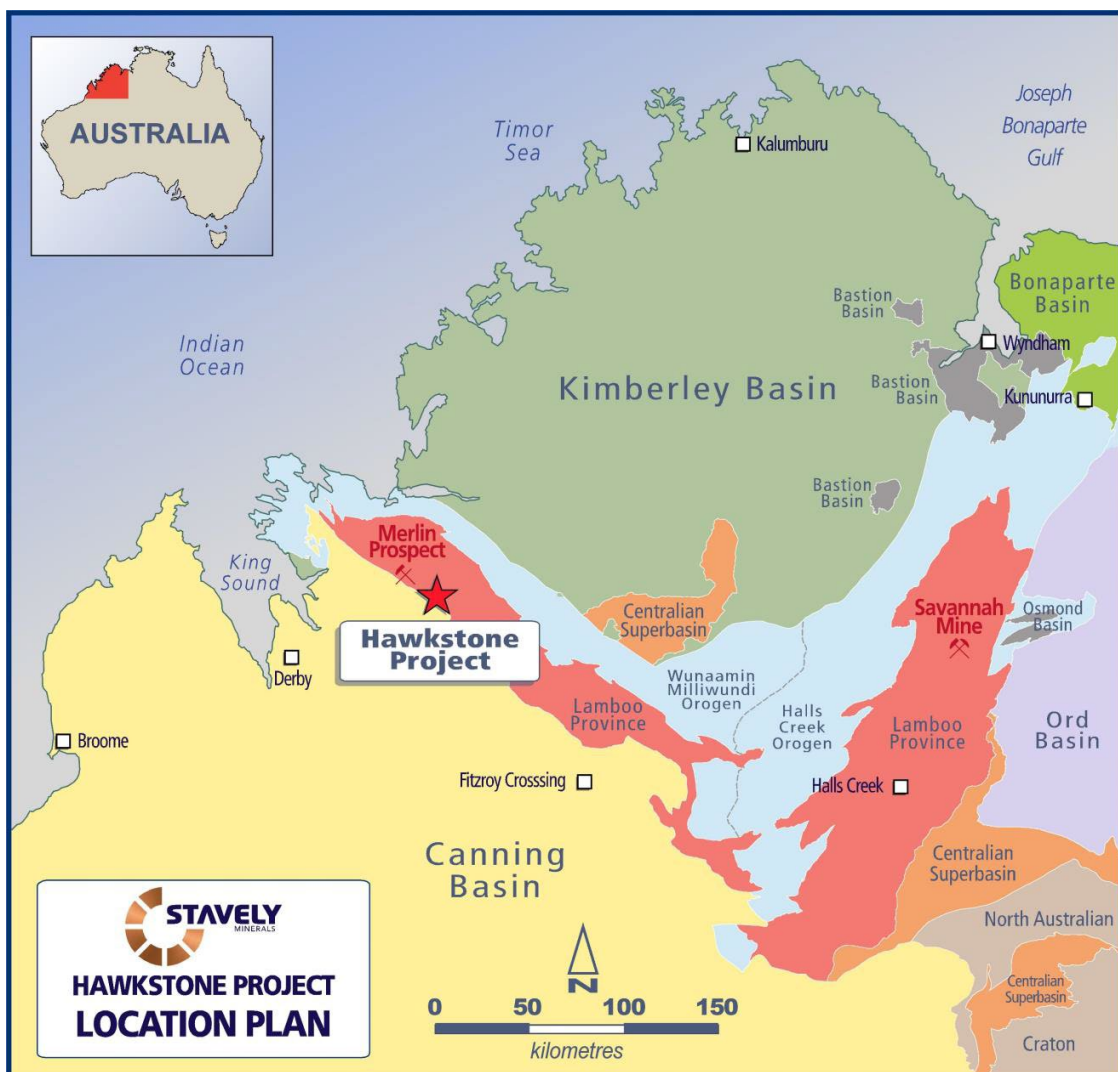 AUSTRALIA
Timor
Sea
Joseph
Bonaparte
Gulf
Kalumburu
Indian
Ocean
Bonaparte
Basin
Bastion
Basin
Wyndham
Kimberley Basin
Bastion
Basin
Kununurra
Bastion
Basin
King
Sound
Merlin
Prospect
Hawkstone
Project
Centralian
Superbasin
Savannah
Mine
Osmond
Basin
Derby
Wunaamin
Milliwundi
Orogen
Lamboo
Province
Halls
Creek
Orogen
Lamboo
Province
Ord
Basin
Broome
Fitzroy Crosssing
Halls Creek
Canning
Basin
Centralian
Superbasin
North Australian
Centralian
Superbasin
Craton
STAVELY
MINERALS
HAWKSTONE PROJECT
LOCATION PLAN
N
0 50 100 150
kilometres